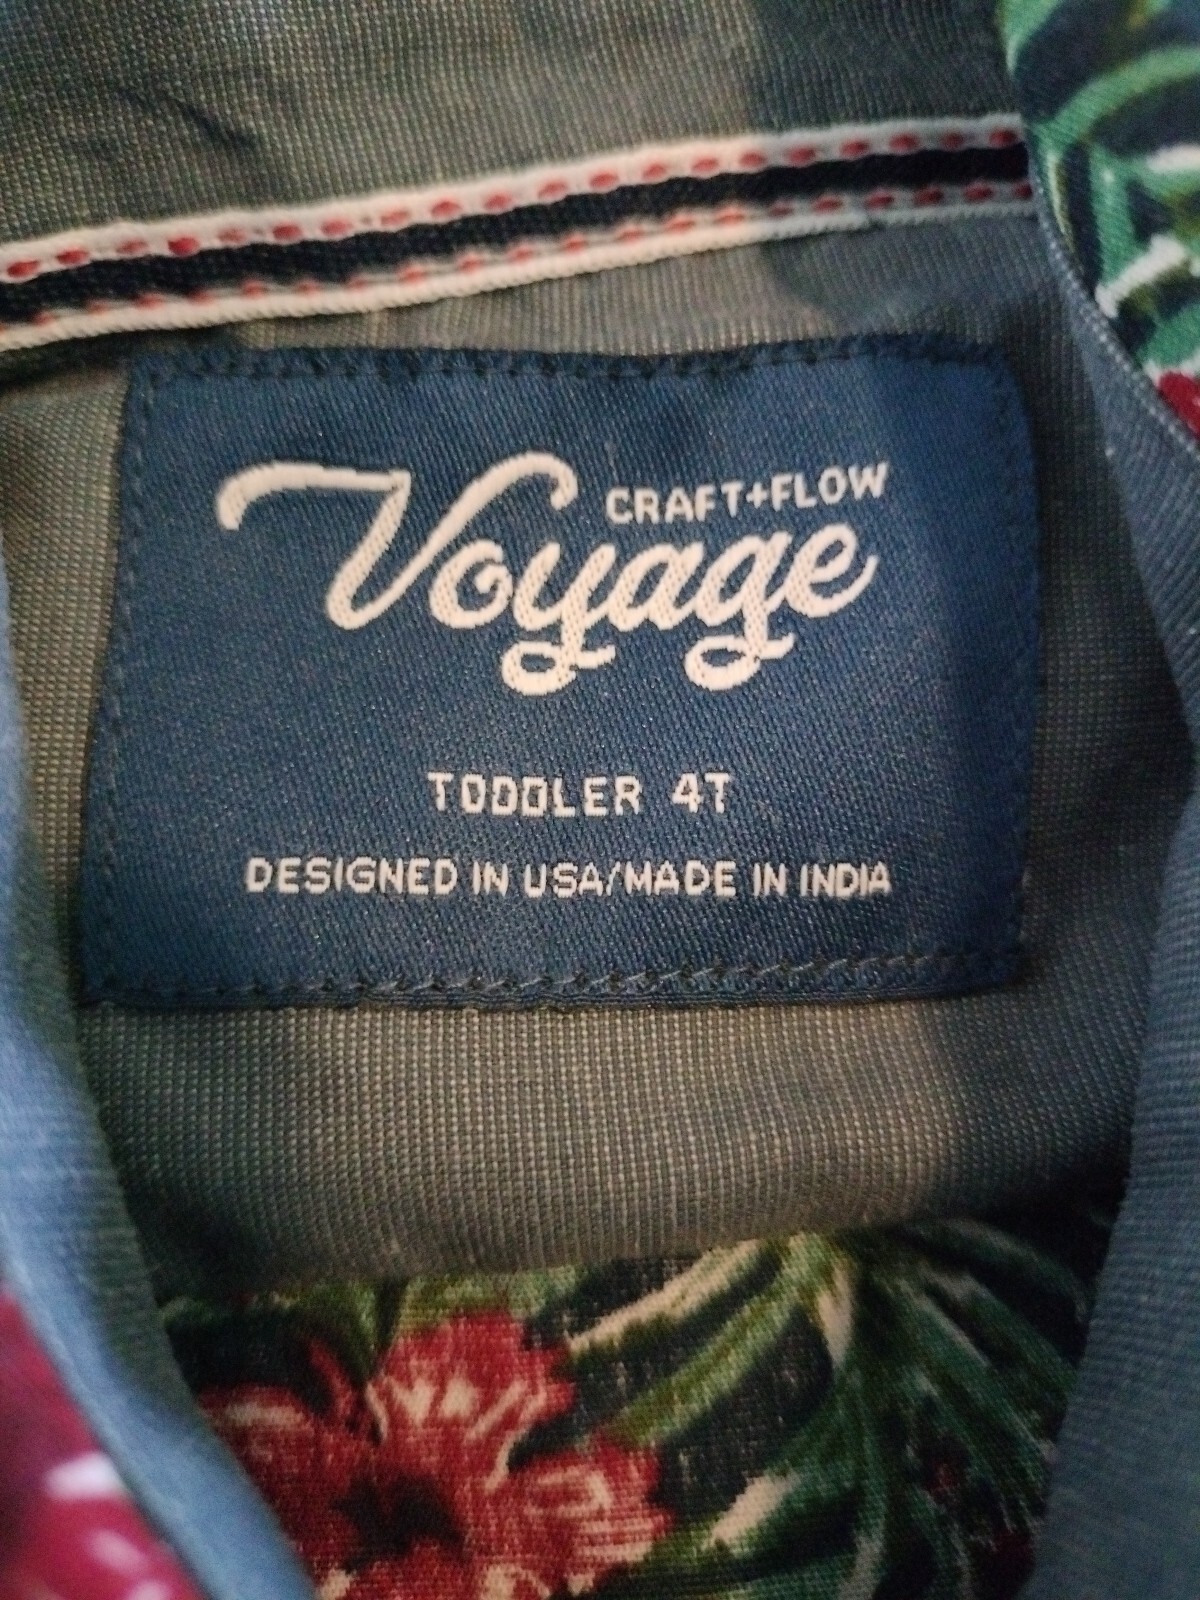 CRAFT+FLOW
Voyage
TODDLER 4T
DESIGNED IN USA/MADE IN INDIA